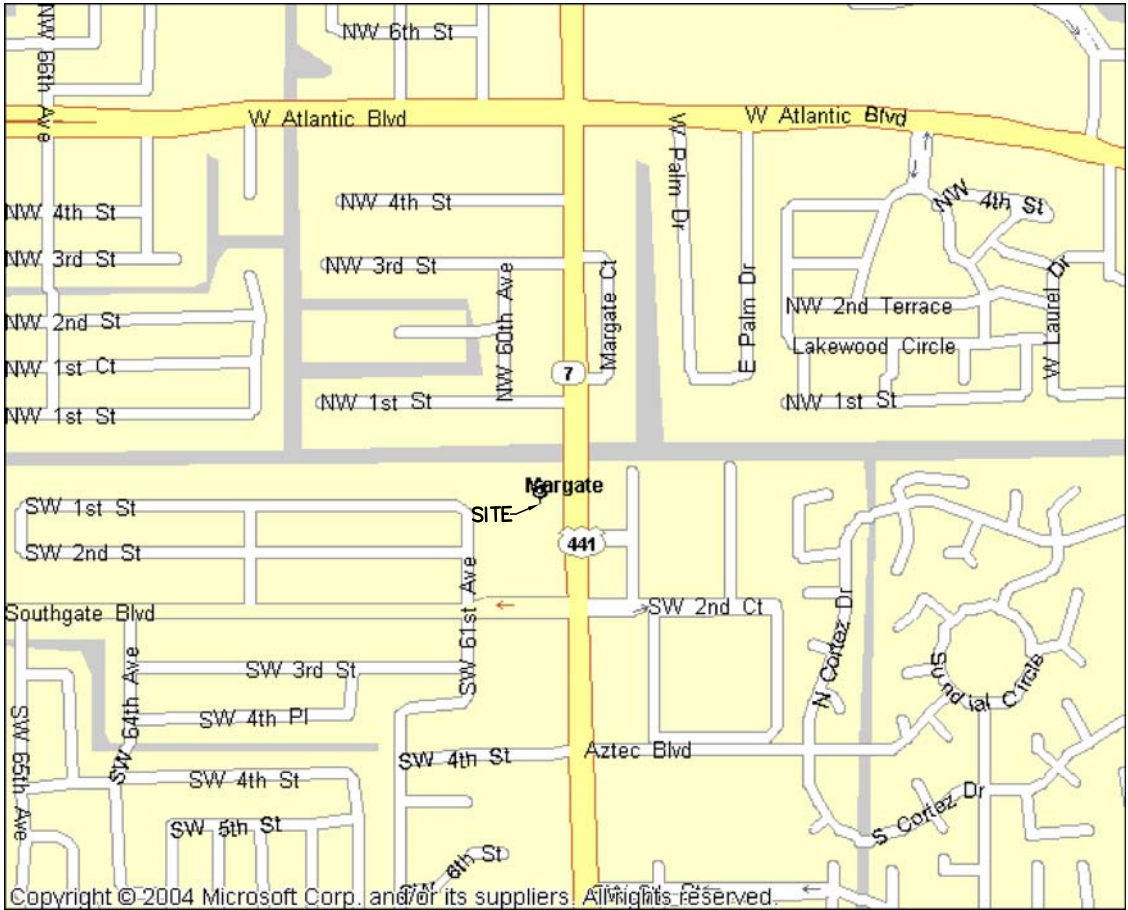 NW 66th Ave
NW 6th St
W Atlantic Blvd
W Atlantic Blvd
W Palm Dr
NW 4th St
NW 4th St
NW 4th St
NW 3rd St
NW 3rd St
NW 60th Ave
Margate Ct
E Palm Dr
W Laurel Dr
NW 2nd St
NW 2nd Terrace
Lakewood Circle
NW 1st Ct
7
NW 1st St
NW 1st St
NW 1st St
Margate
SITE
SW 1st St
441
SW 2nd St
SW 61st Ave
Southgate Blvd
SW 2nd Ct
N Cortez Dr
Sundial Circle
SW 64th Ave
SW 3rd St
SW 4th Pl
SW 65th Ave
SW 4th St
Aztec Blvd
SW 4th St
S Cortez Dr
SW 5th St
SW 6th St
Copyright © 2004 Microsoft Corp. and/or its suppliers. All rights reserved.